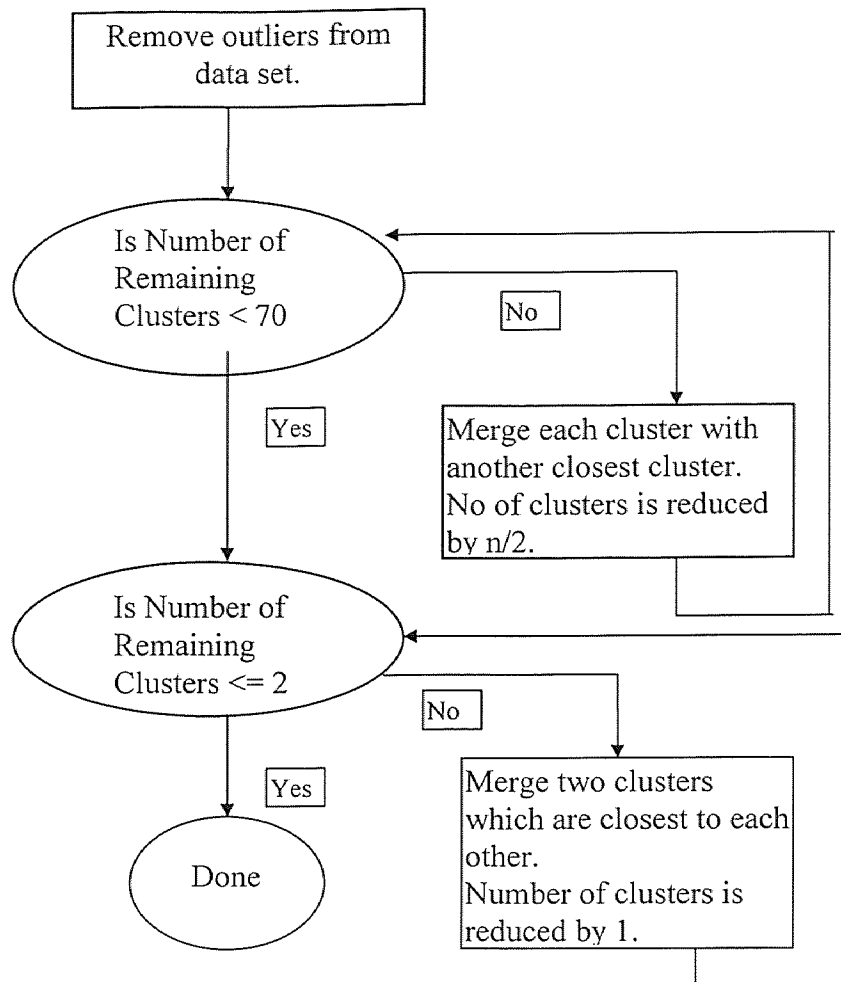 Remove outliers from
data set.
Is Number of
Remaining
Clusters < 70
No
Yes
Merge each cluster with
another closest cluster.
No of clusters is reduced
by n/2.
Is Number of
Remaining
Clusters <= 2
No
Yes
Merge two clusters
which are closest to each
other.
Number of clusters is
reduced by 1.
Done